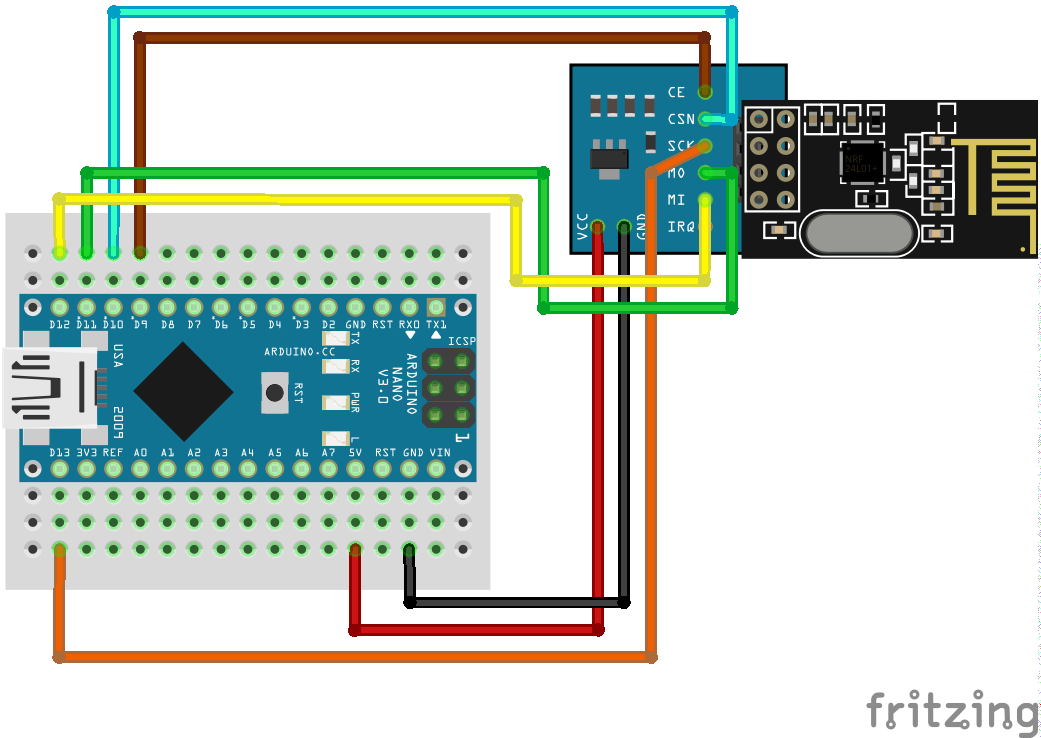 CE
CSN
SCK
MO
MI
IRQ
VCC
GND
NRF
24L01+
D12 D11 D10 D9 D8 D7 D6 D5 D4 D3 D2 GND RST RX0 TX1
TX
RX
PWR
L
ARDUINO.CC
RST
ICSP
1
ARDUINO
NANO
V3.0
USA
2009
D13 3V3 REF A0 A1 A2 A3 A4 A5 A6 A7 5V RST GND VIN
fritzing